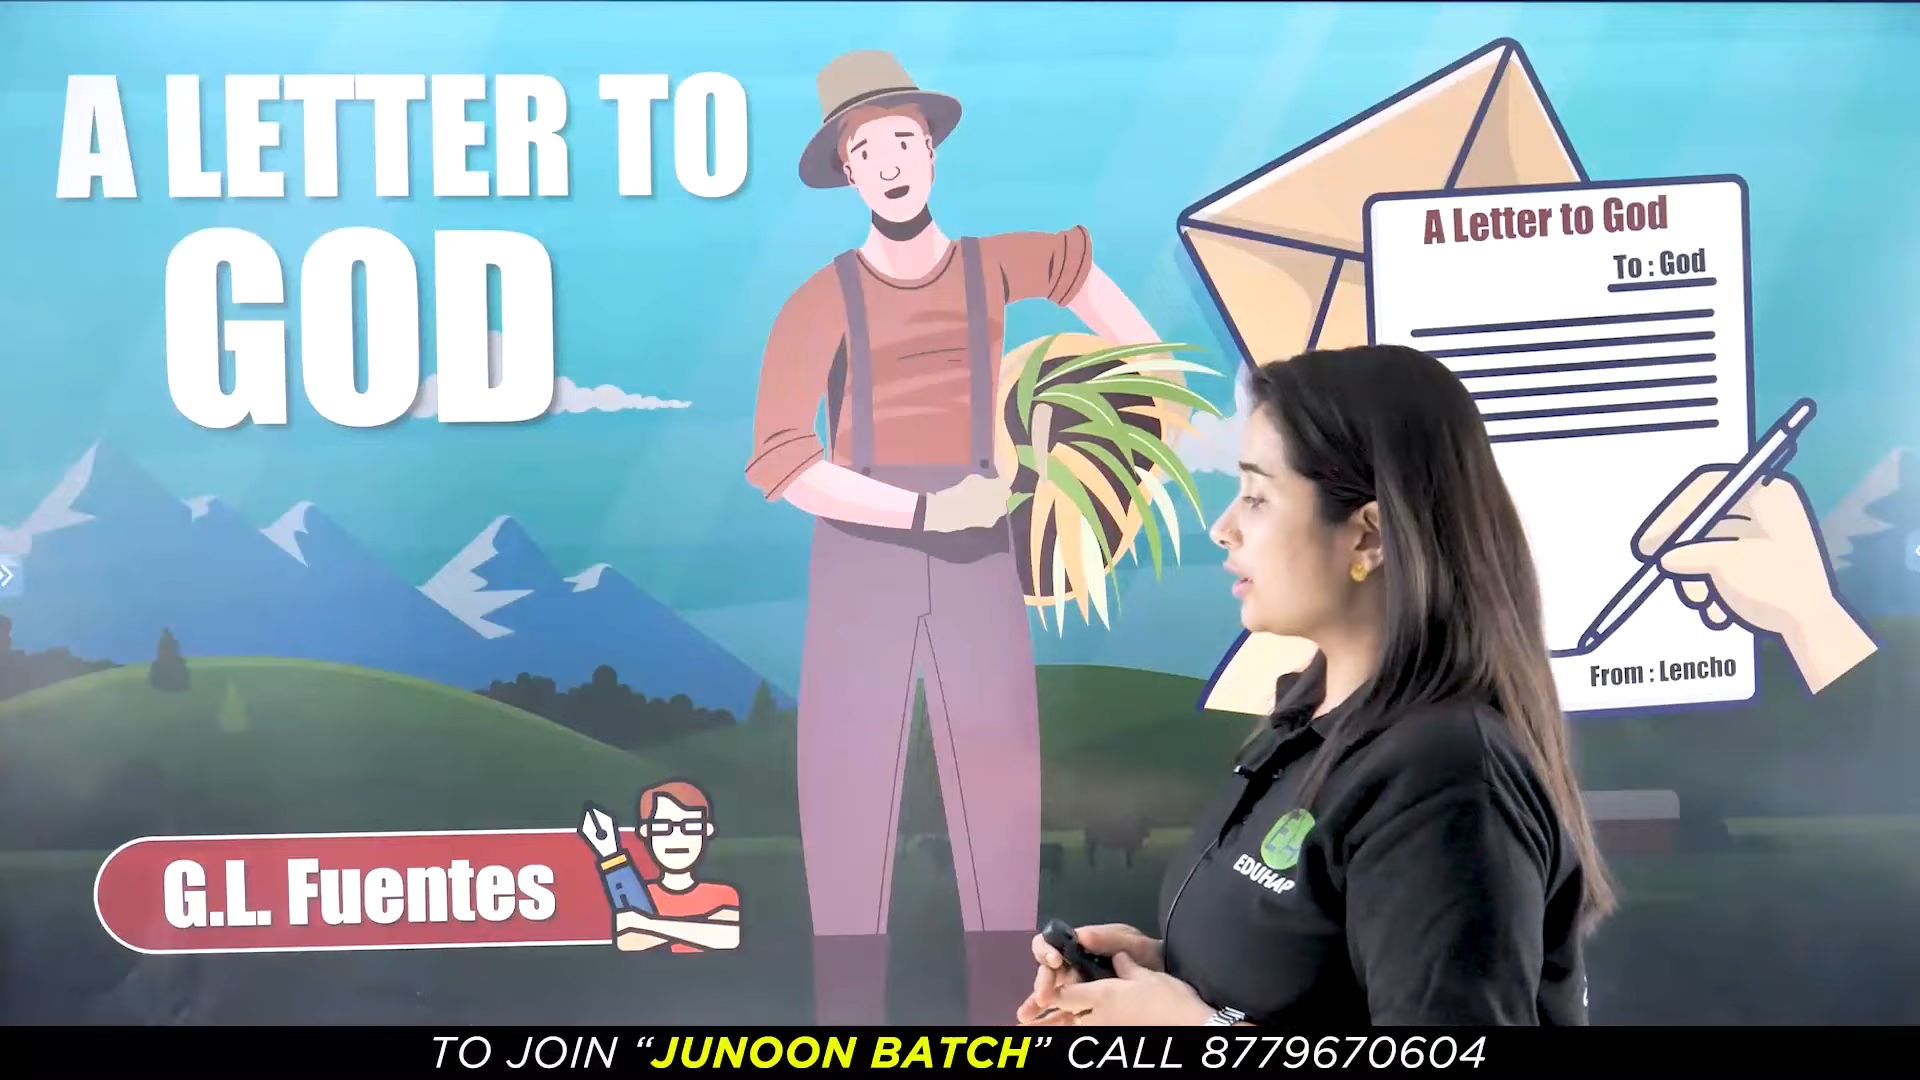 A LETTER TO
GOD
A Letter to God
To : God
From : Lencho
G.L. Fuentes
EDUHAP
TO JOIN “JUNOON BATCH” CALL 8779670604